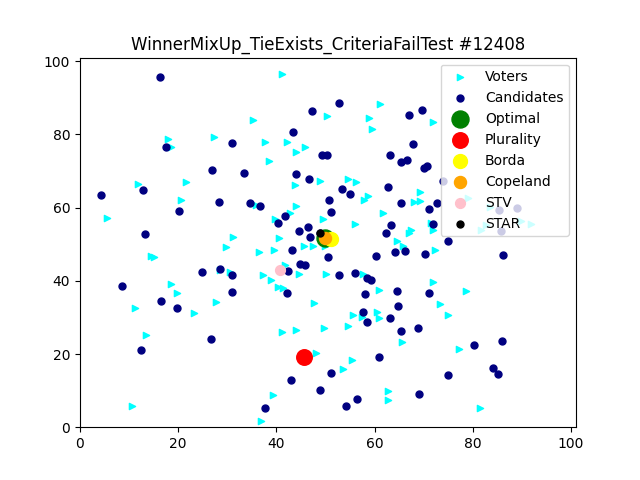 WinnerMixUp_TieExists_CriteriaFailTest #12408
100
80
60
40
20
0
0
20
40
60
80
100
Voters
Candidates
Optimal
Plurality
Borda
Copeland
STV
STAR